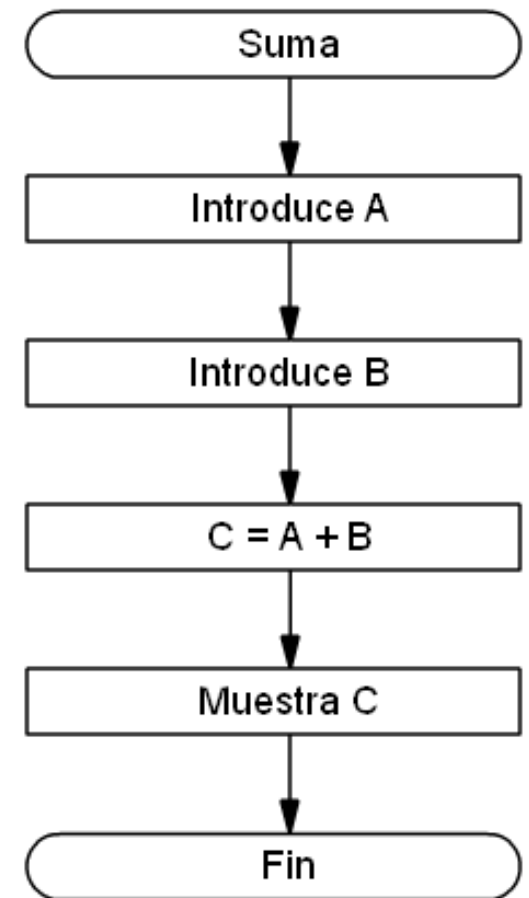 Suma
Introduce A
Introduce B
C = A + B
Muestra C
Fin